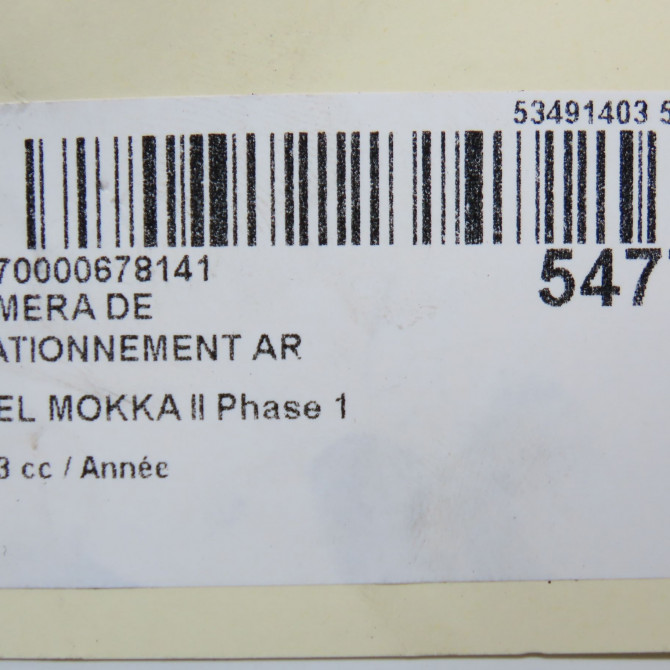 53491403 5
70000678141
547
MERA DE
ATIONNEMENT AR
EL MOKKA II Phase 1
3 cc / Année